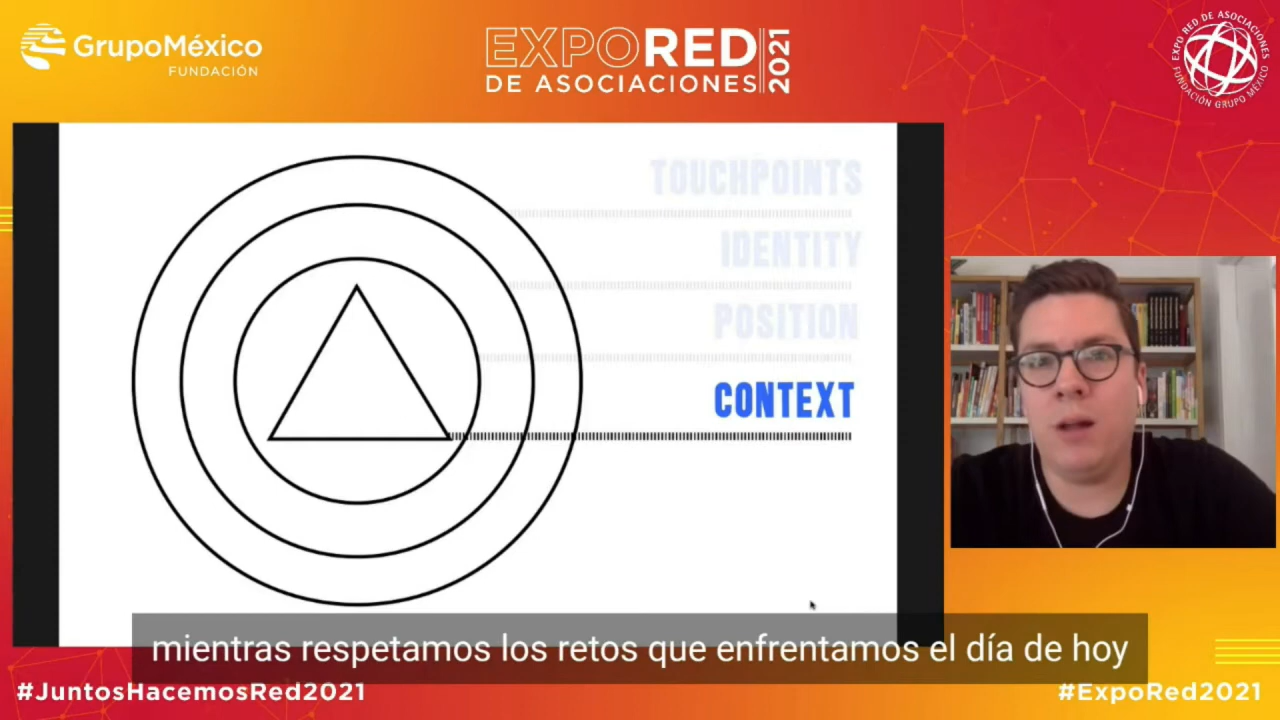 GrupoMéxico
FUNDACIÓN
EXPORED
DE ASOCIACIONES
2021
EXPO RED DE ASOCIACIONES
FUNDACIÓN GRUPO MÉXICO
TOUCHPOINTS
IDENTITY
POSITION
CONTEXT
mientras respetamos los retos que enfrentamos el día de hoy
#JuntosHacemosRed2021
#ExpoRed2021